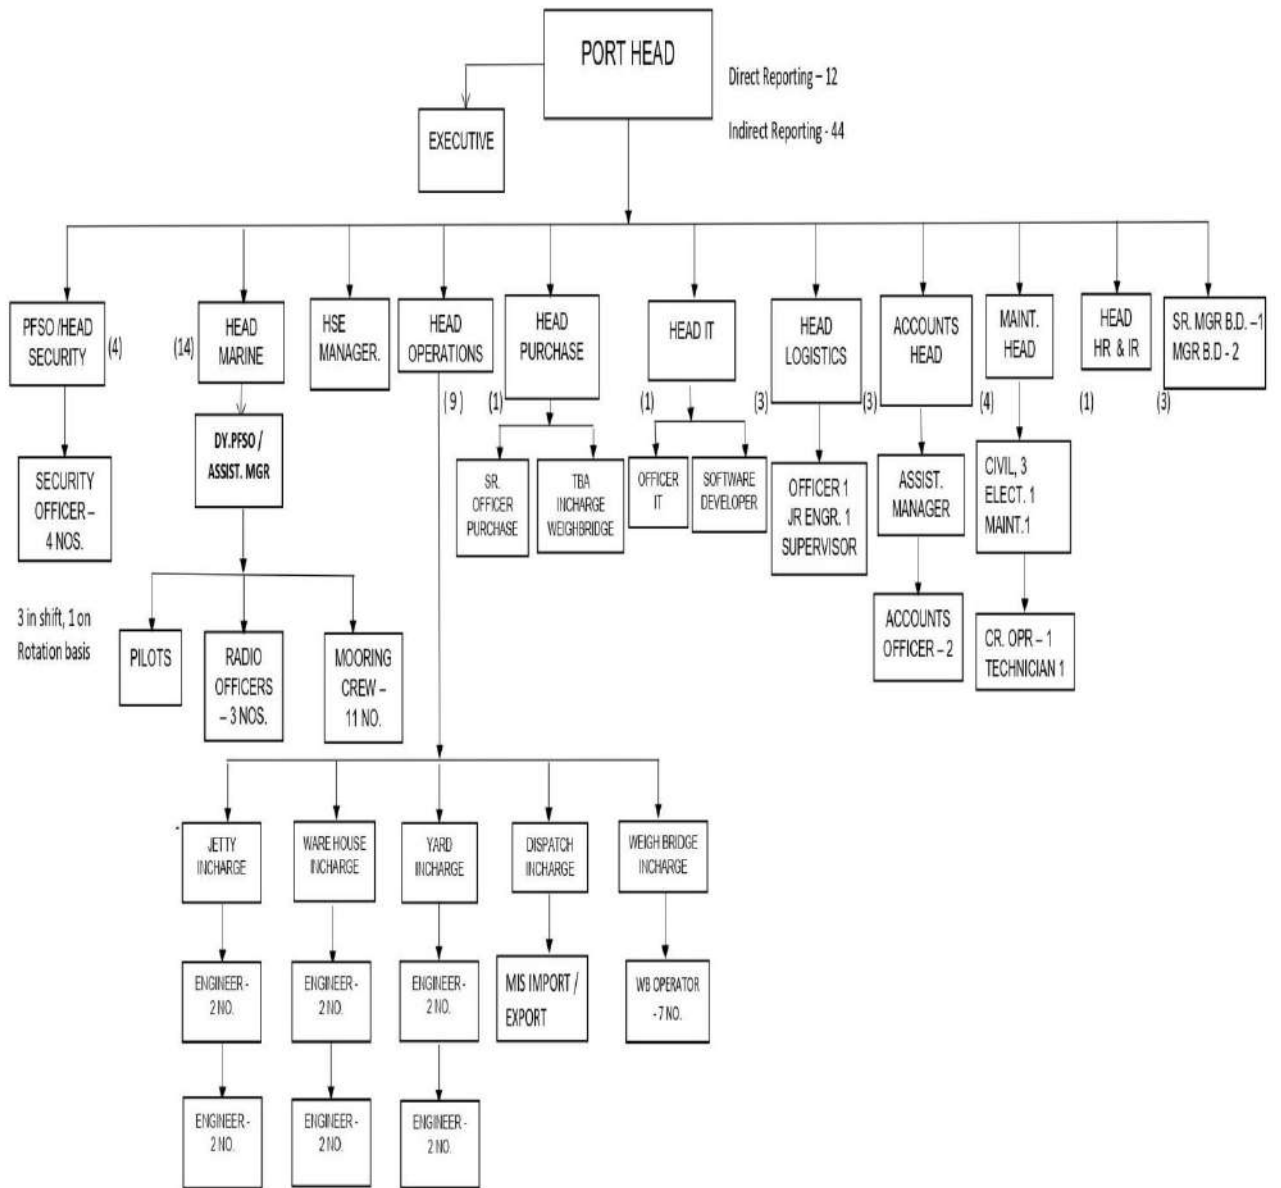 PORT HEAD
Direct Reporting – 12
Indirect Reporting - 44
EXECUTIVE
PFSO /HEAD
SECURITY
(4)
(14)
HEAD
MARINE
HSE
MANAGER.
HEAD
OPERATIONS
( 9 )
HEAD
PURCHASE
(1)
HEAD IT
(1)
HEAD
LOGISTICS
(3)
ACCOUNTS
HEAD
(3)
MAINT.
HEAD
(4)
HEAD
HR & IR
(1)
SR. MGR B.D. –1
MGR B.D - 2
(3)
SECURITY
OFFICER –
4 NOS.
3 in shift, 1 on
Rotation basis
DY.PFSO /
ASSIST. MGR
SR.
OFFICER
PURCHASE
TBA
INCHARGE
WEIGHBRIDGE
OFFICER
IT
SOFTWARE
DEVELOPER
OFFICER 1
JR ENGR. 1
SUPERVISOR
ASSIST.
MANAGER
CIVIL, 3
ELECT. 1
MAINT.1
PILOTS
RADIO
OFFICERS
– 3 NOS.
MOORING
CREW –
11 NO.
ACCOUNTS
OFFICER – 2
CR. OPR – 1
TECHNICIAN 1
JETTY
INCHARGE
WARE HOUSE
INCHARGE
YARD
INCHARGE
DISPATCH
INCHARGE
WEIGH BRIDGE
INCHARGE
ENGINEER -
2 NO.
ENGINEER -
2 NO.
ENGINEER -
2 NO.
MIS IMPORT /
EXPORT
WB OPERATOR
- 7 NO.
ENGINEER -
2 NO.
ENGINEER -
2 NO.
ENGINEER -
2 NO.